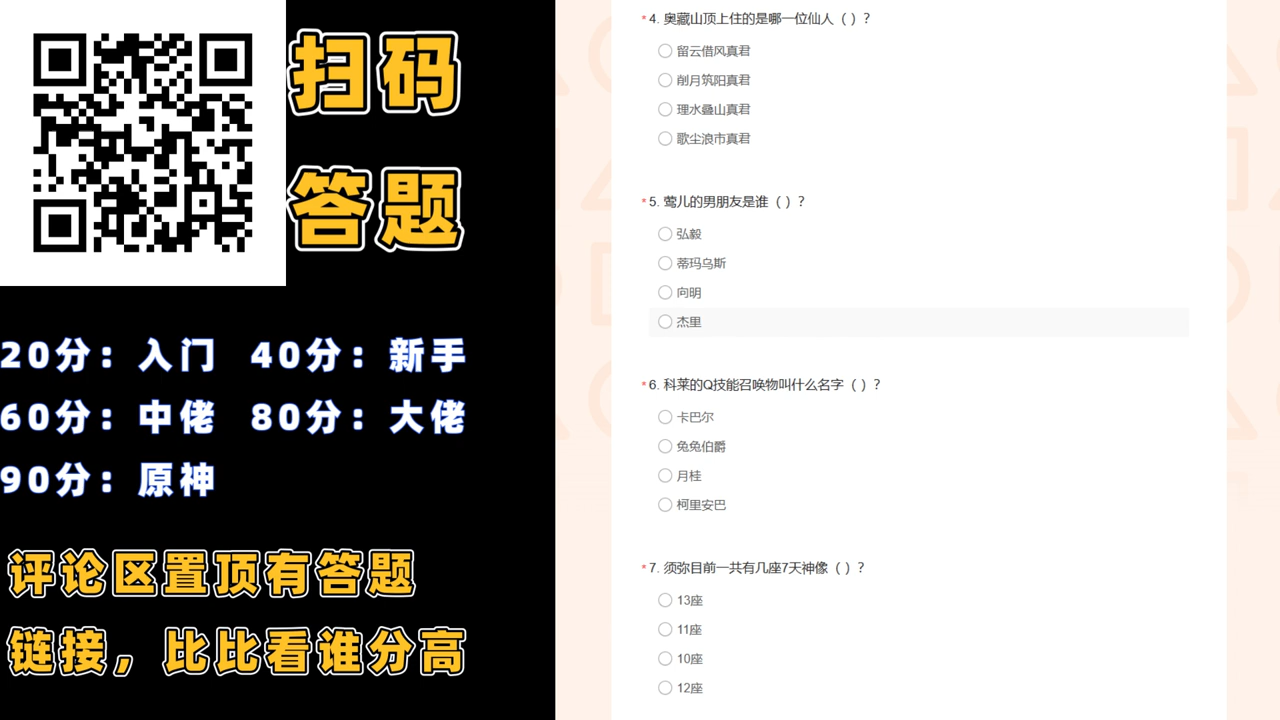 扫码
答题
20分：入门 40分：新手
60分：中佬 80分：大佬
90分：原神
评论区置顶有答题
链接，比比看谁分高
* 4. 奥藏山顶上住的是哪一位仙人（ ）？
留云借风真君
削月筑阳真君
理水叠山真君
歌尘浪市真君
* 5. 莺儿的男朋友是谁（ ）？
弘毅
蒂玛乌斯
向明
杰里
* 6. 科莱的Q技能召唤物叫什么名字（ ）？
卡巴尔
兔兔伯爵
月桂
柯里安巴
* 7. 须弥目前一共有几座7天神像（ ）？
13座
11座
10座
12座